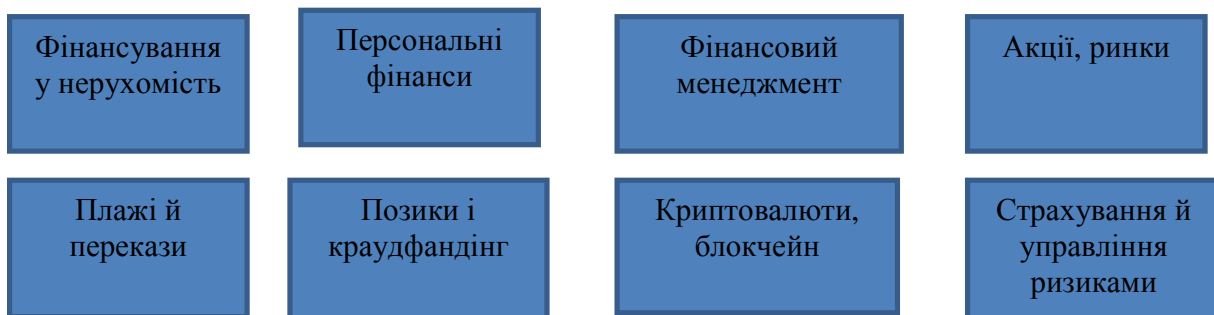 Фінансування
у нерухомість
Персональні
фінанси
Фінансовий
менеджмент
Акції, ринки
Плажі й
перекази
Позики і
краудфандінг
Криптовалюти,
блокчейн
Страхування й
управління
ризиками